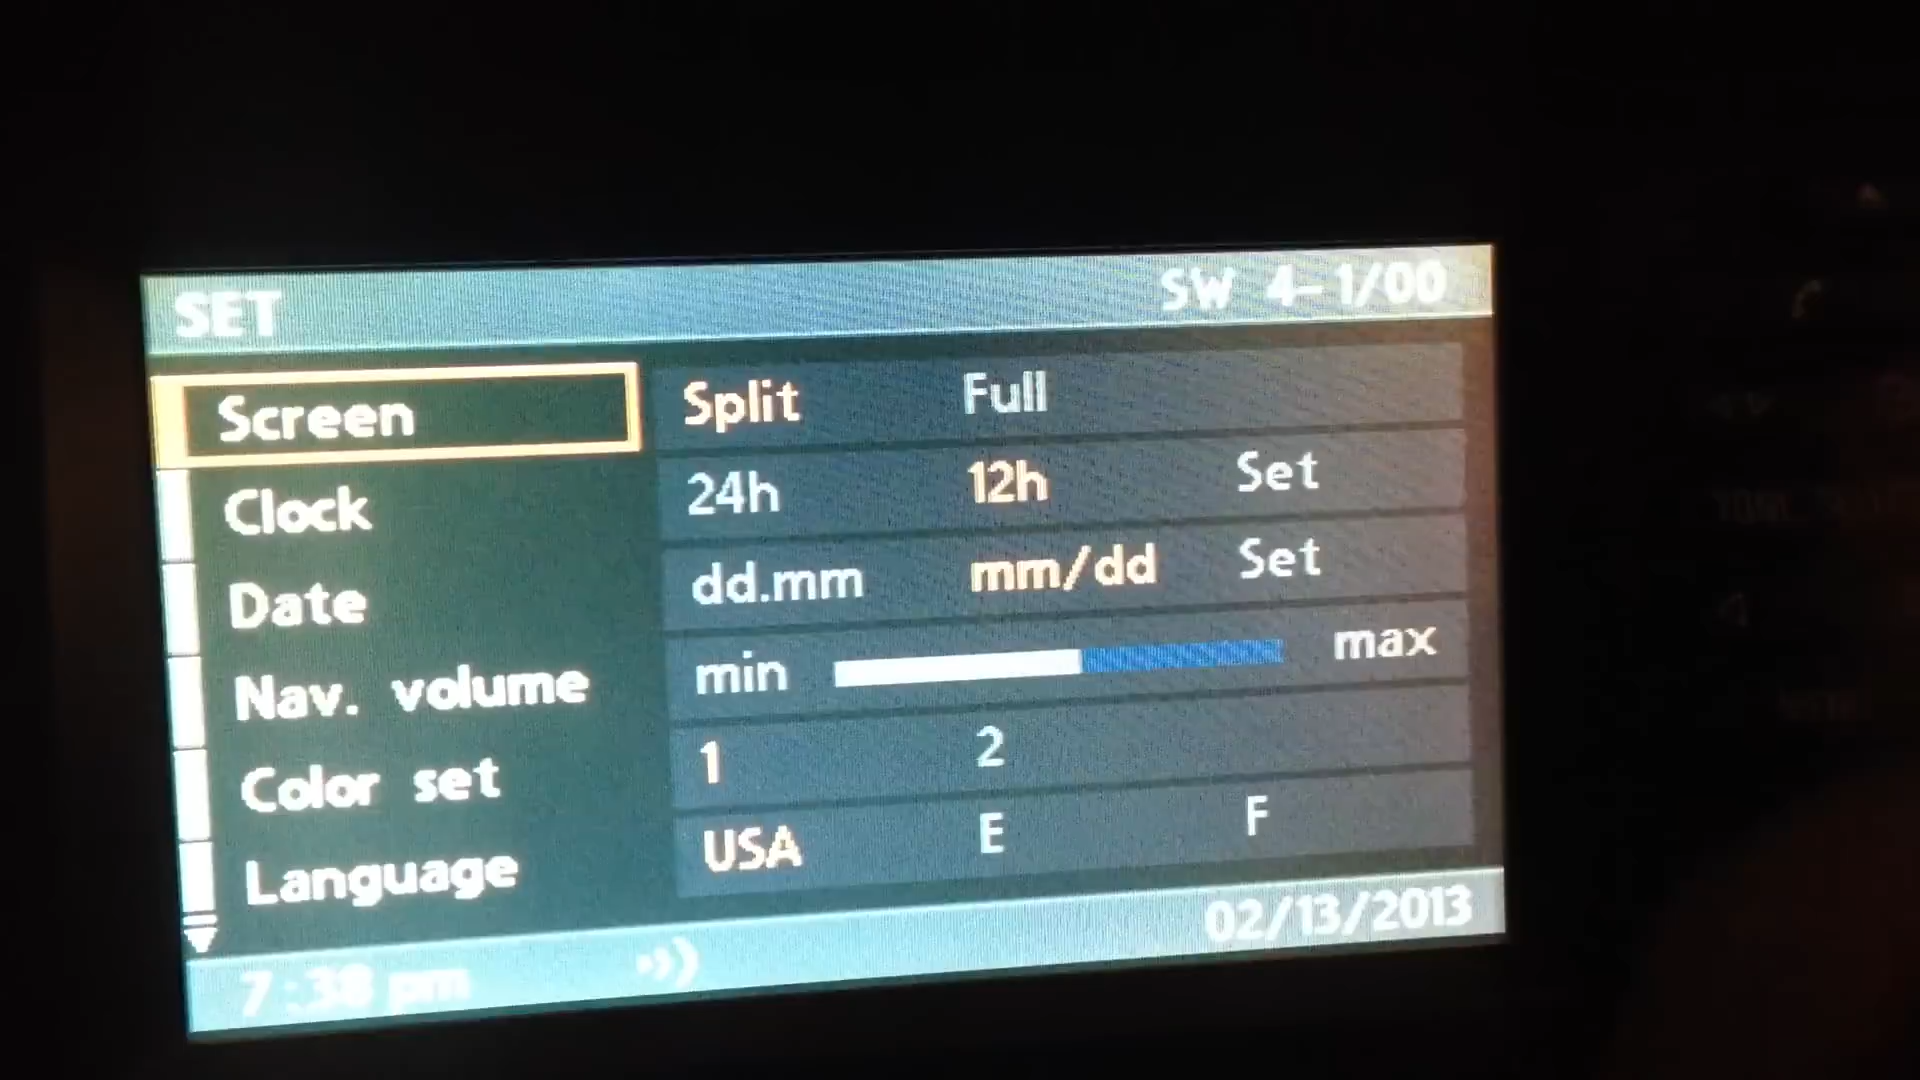 SET SW 4-1/00
Screen Split Full
Clock 24h 12h Set
Date dd.mm mm/dd Set
Nav. volume min max
Color set 1 2
Language USA E F
7:38 pm 02/13/2013